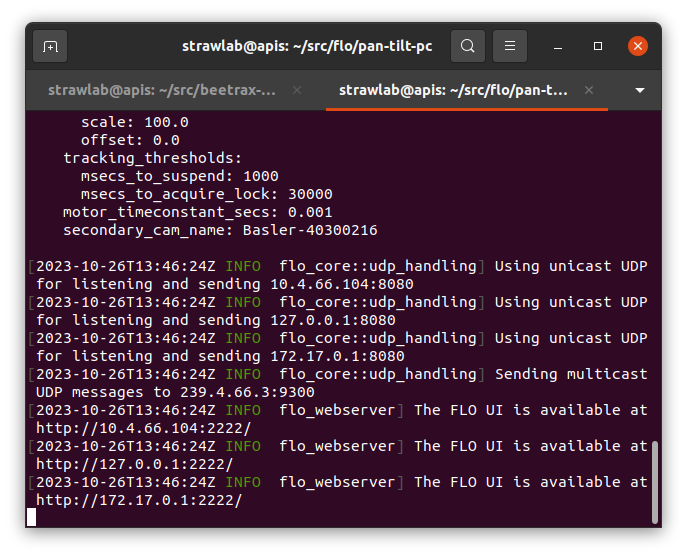 strawlab@apis: ~/src/flo/pan-tilt-pc
strawlab@apis: ~/src/beetrax-...
strawlab@apis: ~/src/flo/pan-t...
scale: 100.0
offset: 0.0
tracking_thresholds:
msecs_to_suspend: 1000
msecs_to_acquire_lock: 30000
motor_timeconstant_secs: 0.001
secondary_cam_name: Basler-40300216
[2023-10-26T13:46:24Z INFO  flo_core::udp_handling] Using unicast UDP
for listening and sending 10.4.66.104:8080
[2023-10-26T13:46:24Z INFO  flo_core::udp_handling] Using unicast UDP
for listening and sending 127.0.0.1:8080
[2023-10-26T13:46:24Z INFO  flo_core::udp_handling] Using unicast UDP
for listening and sending 172.17.0.1:8080
[2023-10-26T13:46:24Z INFO  flo_core::udp_handling] Sending multicast
UDP messages to 239.4.66.3:9300
[2023-10-26T13:46:24Z INFO  flo_webserver] The FLO UI is available at
http://10.4.66.104:2222/
[2023-10-26T13:46:24Z INFO  flo_webserver] The FLO UI is available at
http://127.0.0.1:2222/
[2023-10-26T13:46:24Z INFO  flo_webserver] The FLO UI is available at
http://172.17.0.1:2222/